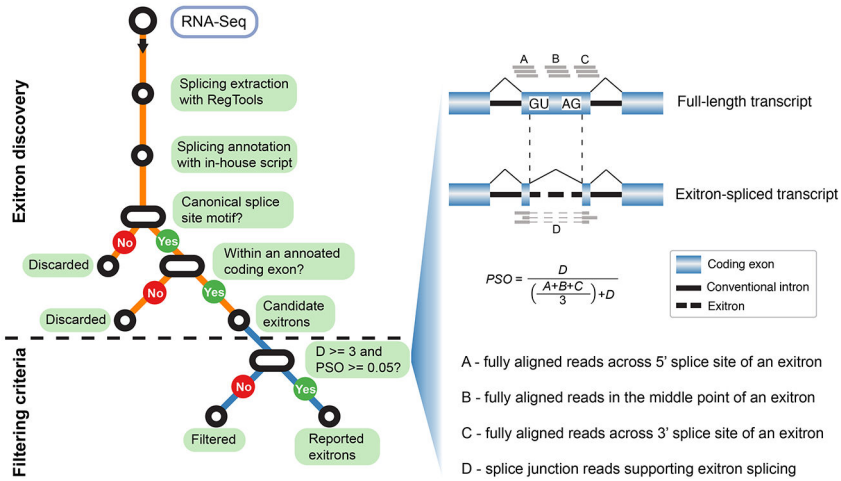 RNA-Seq
Exitron discovery
Splicing extraction
with RegTools
Splicing annotation
with in-house script
Canonical splice
site motif?
No
Yes
Discarded
Within an annoated
coding exon?
No
Yes
Discarded
Candidate
exitrons
Filtering criteria
D >= 3 and
PSO >= 0.05?
No
Yes
Filtered
Reported
exitrons
A B C
GU AG
Full-length transcript
Exitron-spliced transcript
D
PSO = D / ((A+B+C / 3) + D)
Coding exon
Conventional intron
Exitron
A - fully aligned reads across 5’ splice site of an exitron
B - fully aligned reads in the middle point of an exitron
C - fully aligned reads across 3’ splice site of an exitron
D - splice junction reads supporting exitron splicing